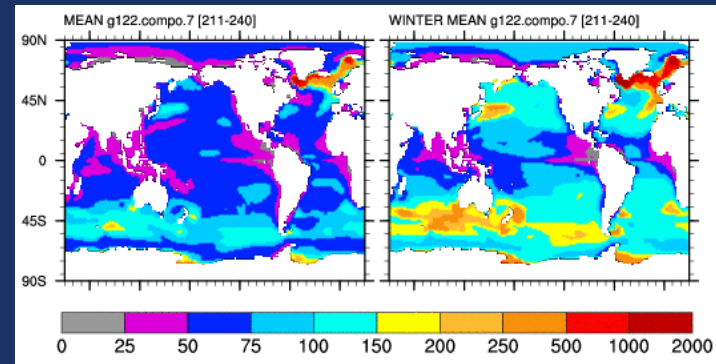 MEAN g122.compo.7 [211-240] WINTER MEAN g122.compo.7 [211-240]
90N
45N
0
45S
90S
0 25 50 75 100 150 200 250 500 1000 2000